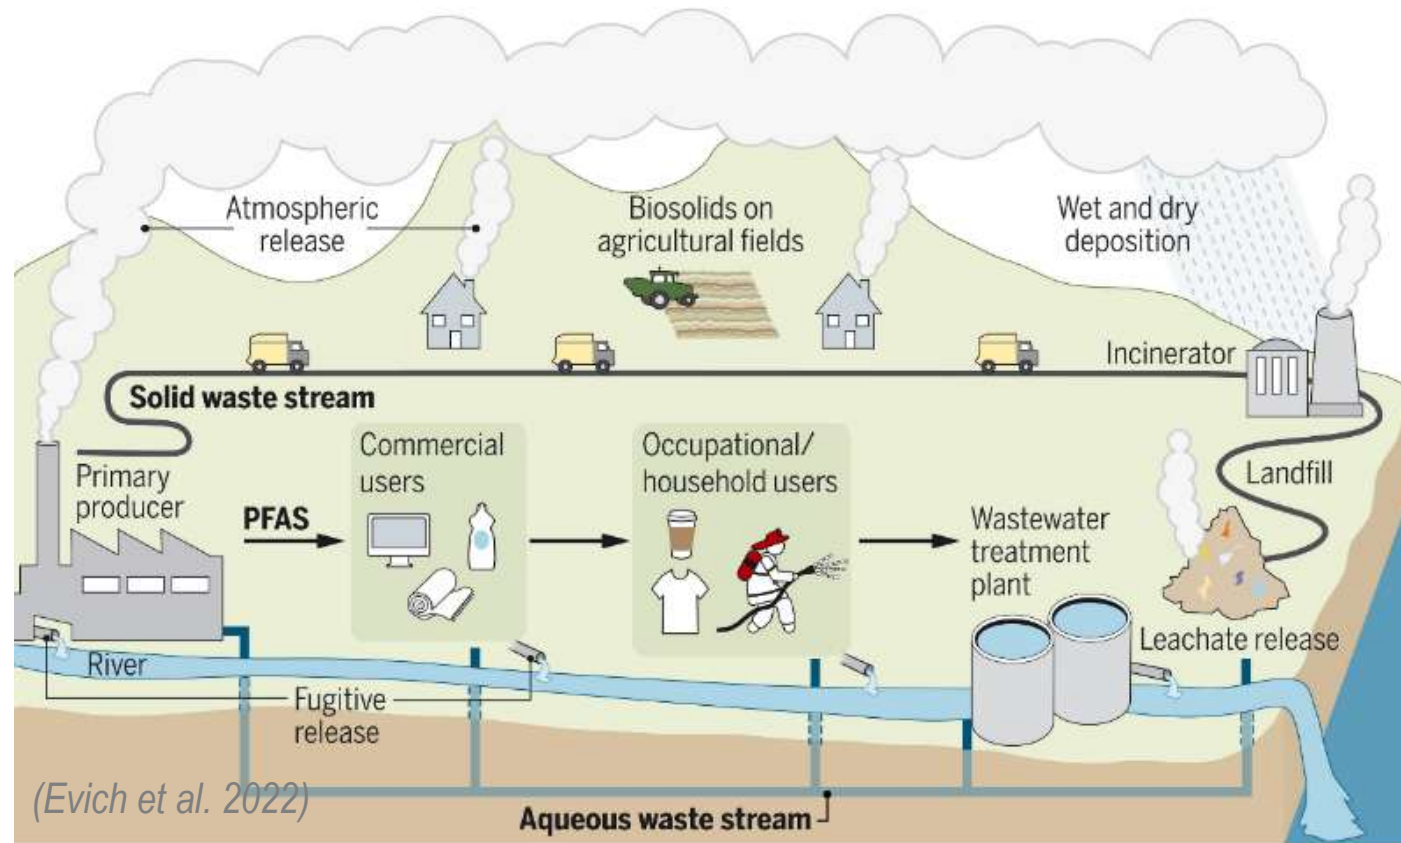 Atmospheric
release
Biosolids on
agricultural fields
Wet and dry
deposition
Incinerator
Solid waste stream
Commercial
users
Occupational/
household users
Primary
producer
PFAS
Wastewater
treatment
plant
Landfill
Leachate release
River
Fugitive
release
(Evich et al. 2022)
Aqueous waste stream